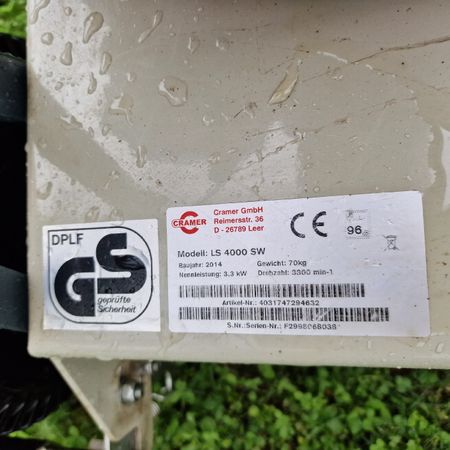 Cramer GmbH
Reimersstr. 36
D - 26789 Leer
CRAMER
CE
96
Modell: LS 4000 SW
Baujahr: 2014 Gewicht: 70kg
Nennleistung: 3.3 kW Drehzahl: 3300 min-1
Artikel-Nr.: 4031747294632
S.Nr.:Serien-Nr.:
DPLF
GS
geprüfte
Sicherheit